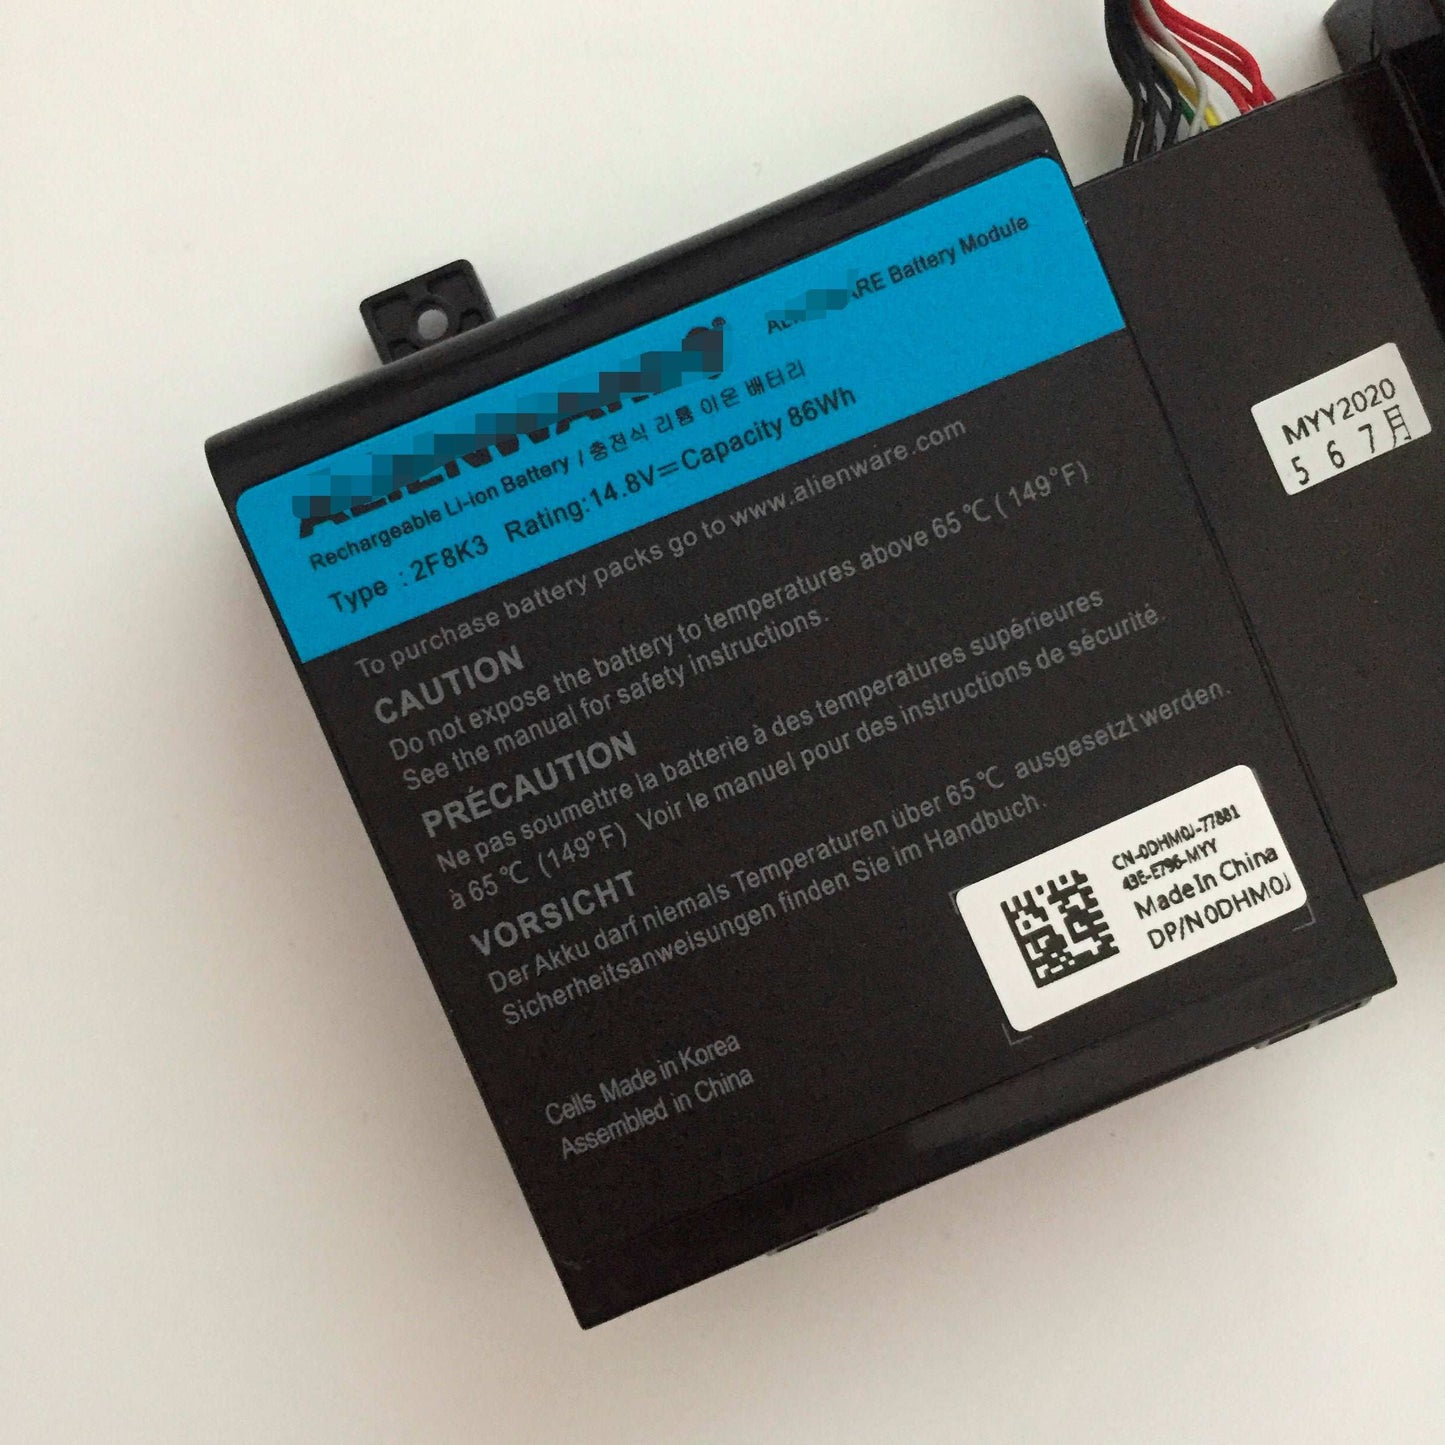 ALIENWARE
ALIENWARE Battery Module
Rechargeable Li-ion Battery / 충전식 리튬 이온 배터리
Type : 2F8K3 Rating:14.8V⎓Capacity 86Wh
To purchase battery packs go to www.alienware.com
CAUTION
Do not expose the battery to temperatures above 65℃ (149°F)
See the manual for safety instructions.
PRÉCAUTION
Ne pas soumettre la batterie à des temperatures supérieures
à 65℃ (149°F) Voir le manuel pour des instructions de sécurité.
VORSICHT
Der Akku darf niemals Temperaturen über 65℃ ausgesetzt werden.
Sicherheitsanweisungen finden Sie im Handbuch.
Cells Made in Korea
Assembled in China
CN-0DHM0J-77881
43E-E796-MYY
Made In China
DP/N 0DHM0J
MYY2020
5 6 7月